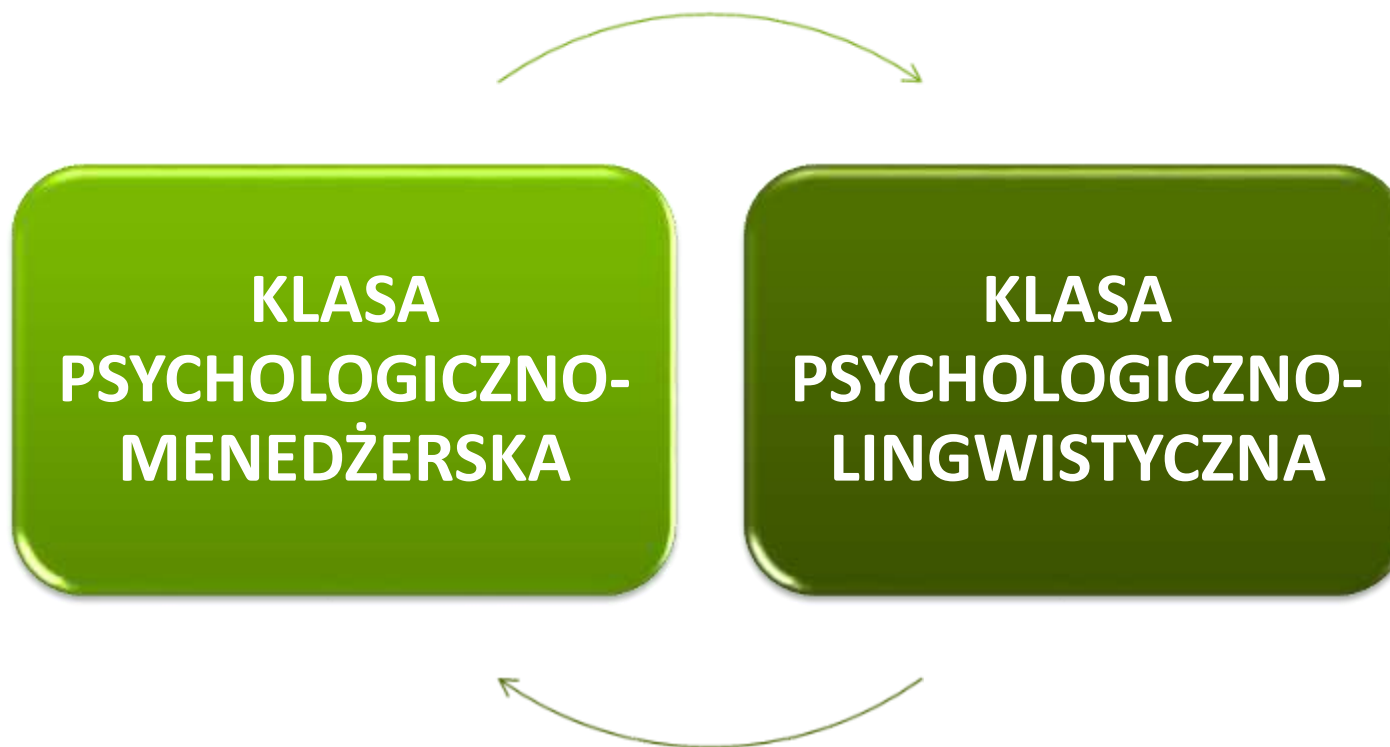 KLASA
PSYCHOLOGICZNO-
MENEDŻERSKA
KLASA
PSYCHOLOGICZNO-
LINGWISTYCZNA